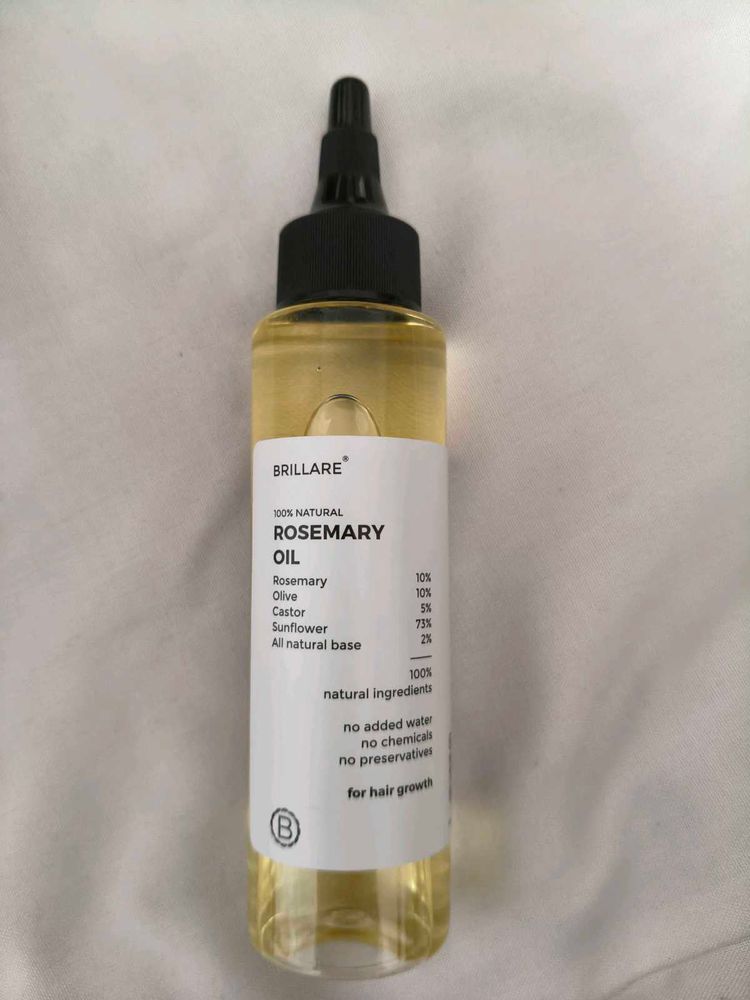 BRILLARE®
100% NATURAL
ROSEMARY
OIL
Rosemary 10%
Olive 10%
Castor 5%
Sunflower 73%
All natural base 2%
100%
natural ingredients
no added water
no chemicals
no preservatives
for hair growth
B